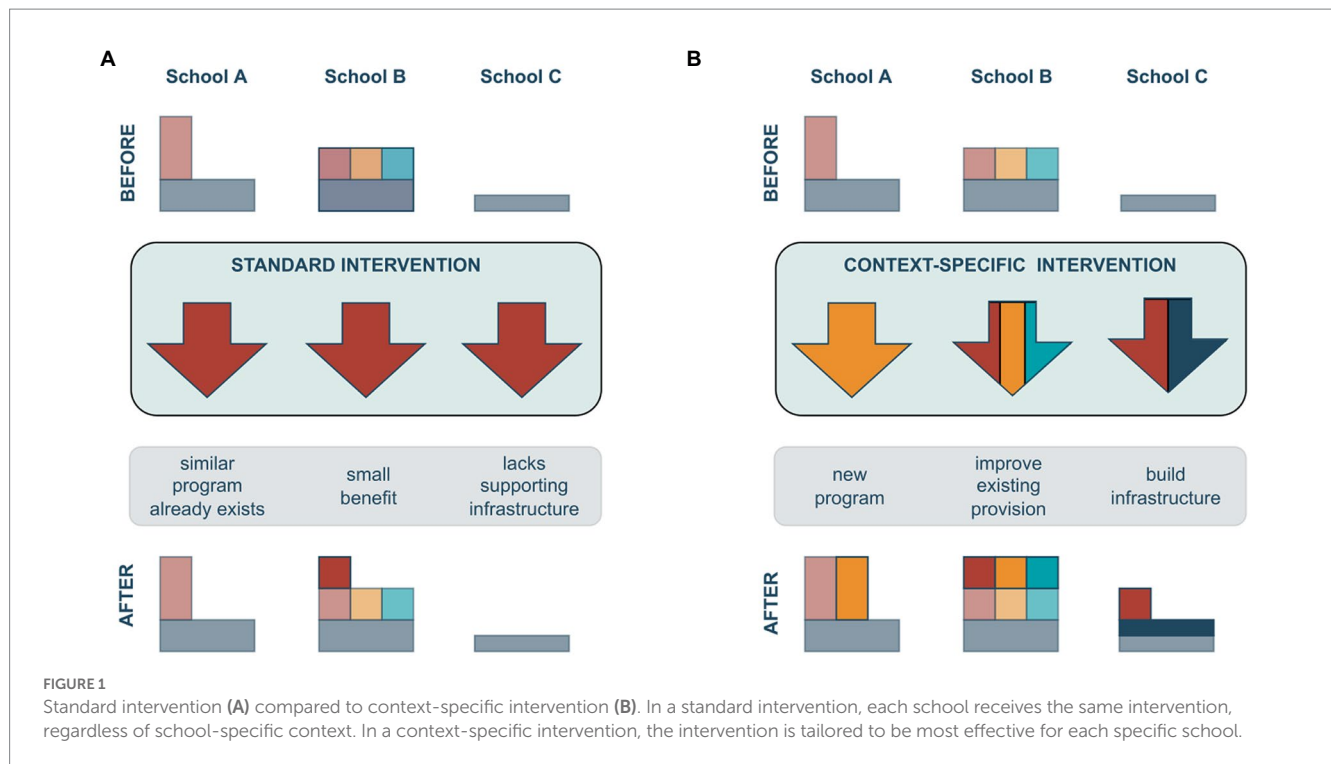 A
School A School B School C
BEFORE
STANDARD INTERVENTION
similar
program
already exists
small
benefit
lacks
supporting
infrastructure
AFTER
B
School A School B School C
BEFORE
CONTEXT-SPECIFIC INTERVENTION
new
program
improve
existing
provision
build
infrastructure
AFTER
FIGURE 1
Standard intervention (A) compared to context-specific intervention (B). In a standard intervention, each school receives the same intervention,
regardless of school-specific context. In a context-specific intervention, the intervention is tailored to be most effective for each specific school.